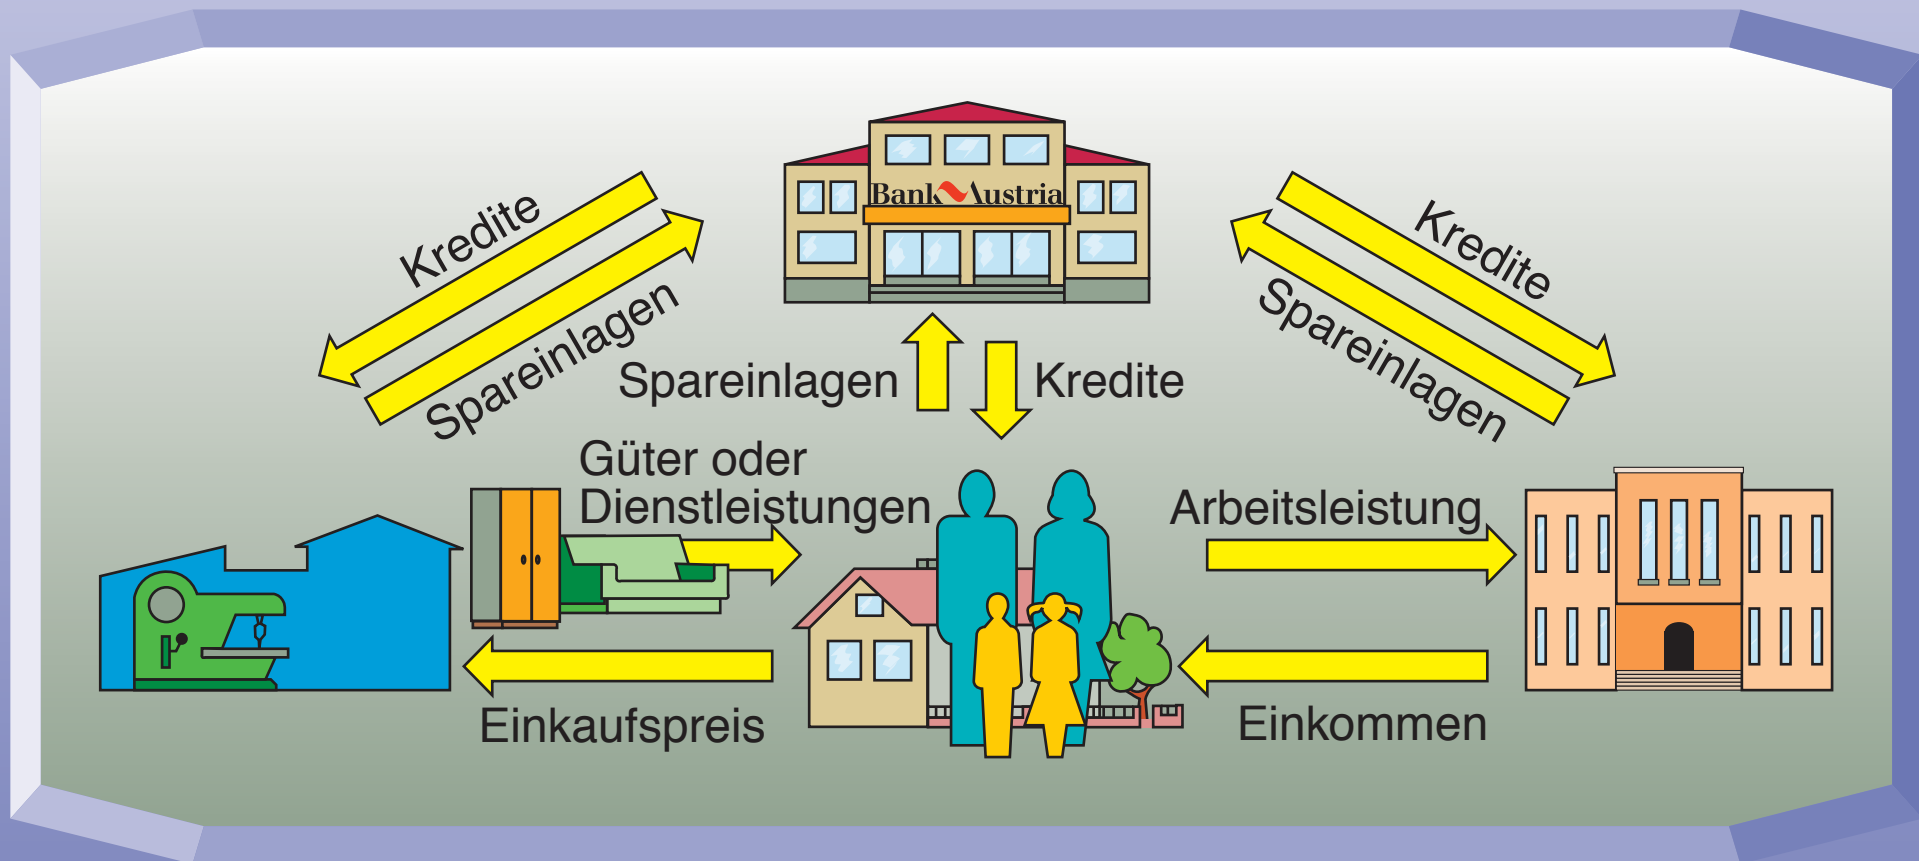 Bank Austria
Kredite
Spareinlagen
Kredite
Spareinlagen
Spareinlagen
Kredite
Güter oder
Dienstleistungen
Arbeitsleistung
Einkaufspreis
Einkommen